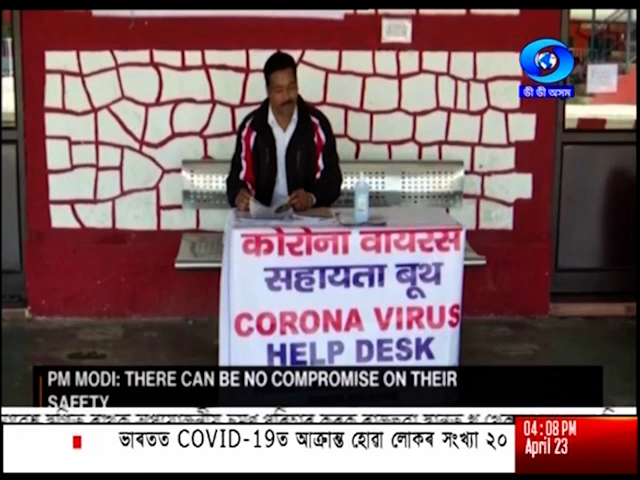 ডী ডী অসম
कोरोना वायरस
सहायता बूथ
CORONA VIRUS
HELP DESK
PM MODI: THERE CAN BE NO COMPROMISE ON THEIR
SAFETY
ভাৰতত COVID-19ত আক্ৰান্ত হোৱা লোকৰ সংখ্যা ২০
04:08 PM
April 23